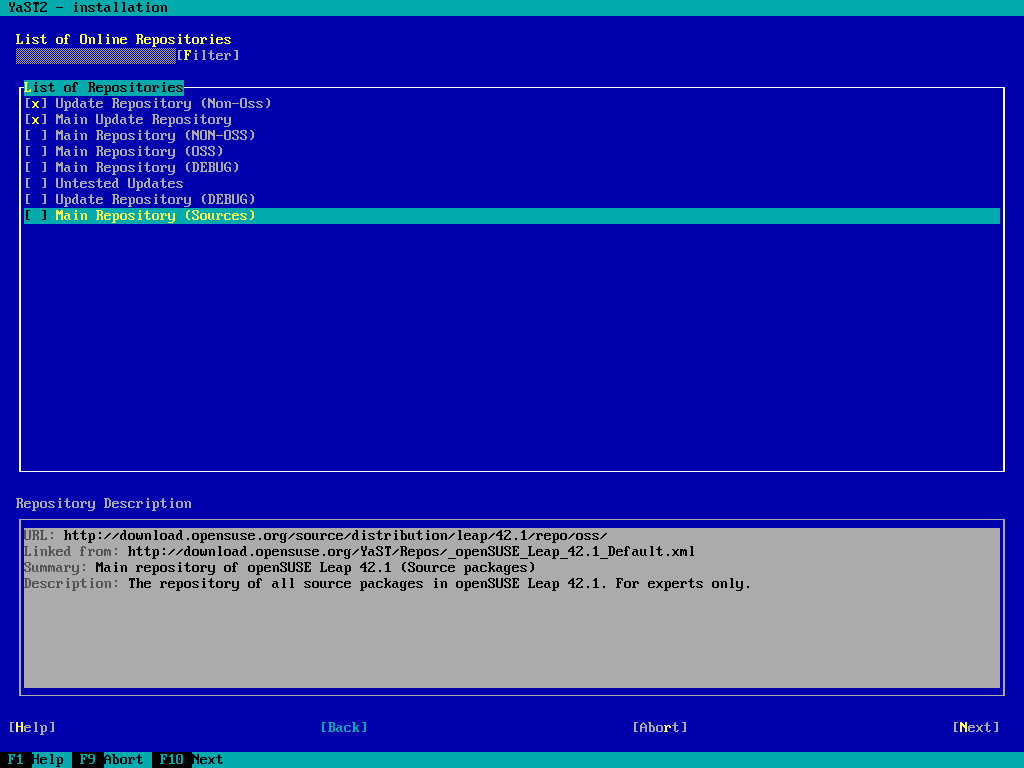 YaST2 - installation
List of Online Repositories
[Filter]
List of Repositories
[x] Update Repository (Non-Oss)
[x] Main Update Repository
[ ] Main Repository (NON-OSS)
[ ] Main Repository (OSS)
[ ] Main Repository (DEBUG)
[ ] Untested Updates
[ ] Update Repository (DEBUG)
[ ] Main Repository (Sources)
Repository Description
URL: http://download.opensuse.org/source/distribution/leap/42.1/repo/oss/
Linked from: http://download.opensuse.org/YaST/Repos/_openSUSE_Leap_42.1_Default.xml
Summary: Main repository of openSUSE Leap 42.1 (Source packages)
Description: The repository of all source packages in openSUSE Leap 42.1. For experts only.
[Help] [Back] [Abort] [Next]
F1 Help F9 Abort F10 Next